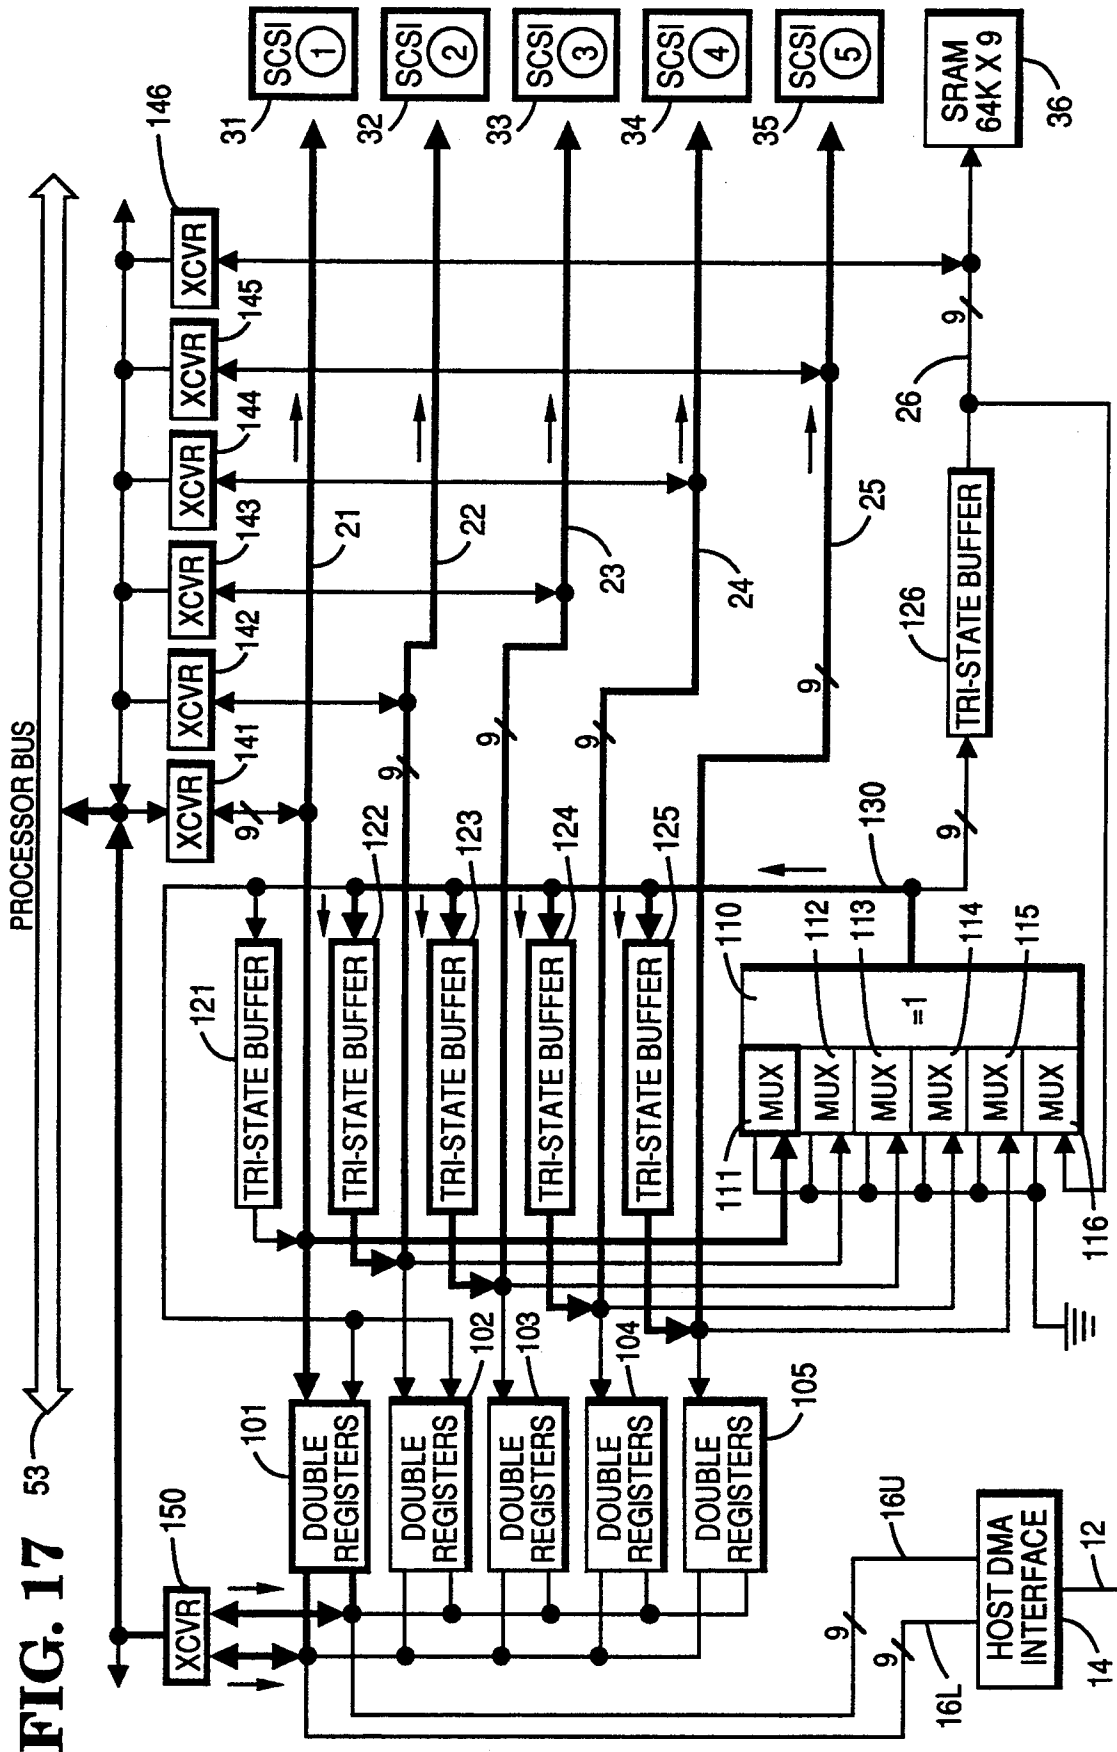 FIG. 17
PROCESSOR BUS
53
150
XCVR
141
XCVR
142
XCVR
143
XCVR
144
XCVR
145
XCVR
146
XCVR
9
101
DOUBLE
REGISTERS
121
TRI-STATE BUFFER
21
31
SCSI
1
102
DOUBLE
REGISTERS
TRI-STATE BUFFER
122
9
22
32
SCSI
2
103
DOUBLE
REGISTERS
TRI-STATE BUFFER
123
9
23
33
SCSI
3
104
DOUBLE
REGISTERS
TRI-STATE BUFFER
124
9
24
34
SCSI
4
105
DOUBLE
REGISTERS
TRI-STATE BUFFER
125
9
25
35
SCSI
5
111
MUX
MUX
MUX
MUX
MUX
MUX
116
=1
110
112
113
114
115
130
9
126
TRI-STATE BUFFER
26
9
SRAM
64K X 9
36
9
9
16U
16L
HOST DMA
INTERFACE
14
12